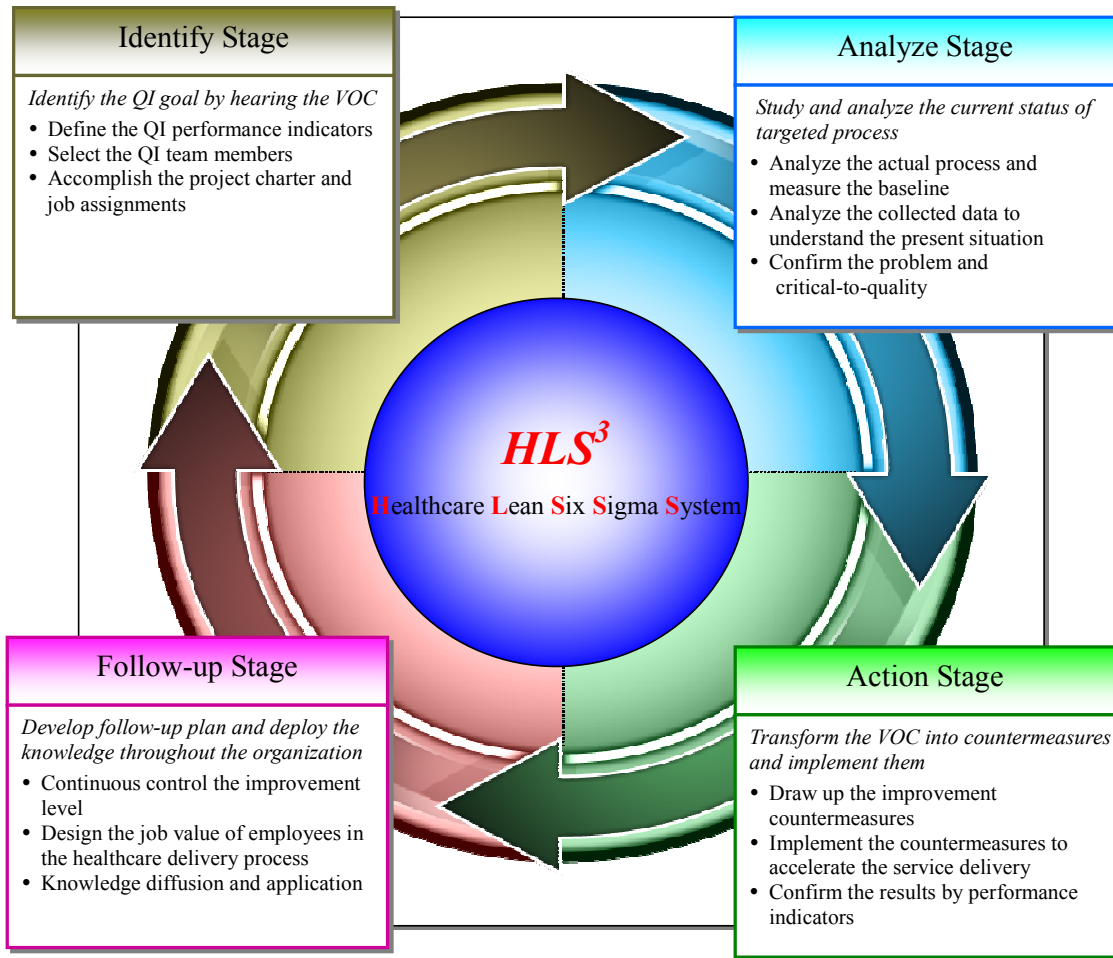 Identify Stage
Identify the QI goal by hearing the VOC
• Define the QI performance indicators
• Select the QI team members
• Accomplish the project charter and
job assignments
Analyze Stage
Study and analyze the current status of
targeted process
• Analyze the actual process and
measure the baseline
• Analyze the collected data to
understand the present situation
• Confirm the problem and
critical-to-quality
HLS³
Healthcare Lean Six Sigma System
Follow-up Stage
Develop follow-up plan and deploy the
knowledge throughout the organization
• Continuous control the improvement
level
• Design the job value of employees in
the healthcare delivery process
• Knowledge diffusion and application
Action Stage
Transform the VOC into countermeasures
and implement them
• Draw up the improvement
countermeasures
• Implement the countermeasures to
accelerate the service delivery
• Confirm the results by performance
indicators